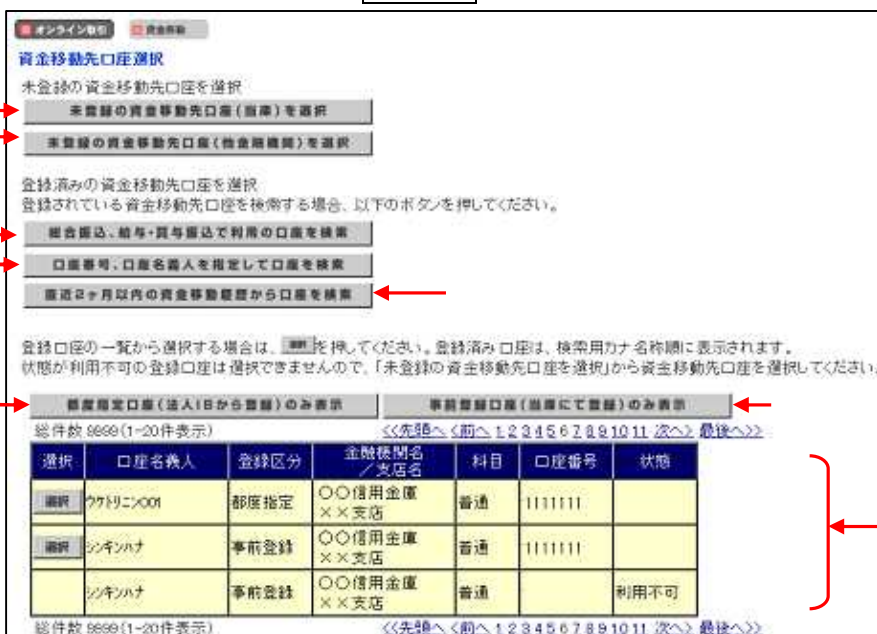 オンライン取引 資金移動
資金移動先口座選択
未登録の資金移動先口座を選択
未登録の資金移動先口座(当庫)を選択
未登録の資金移動先口座(他金融機関)を選択
登録済みの資金移動先口座を選択
登録されている資金移動先口座を検索する場合、以下のボタンを押してください。
総合振込、給与・賞与振込で利用の口座を検索
口座番号、口座名義人を指定して口座を検索
直近2ヶ月以内の資金移動履歴から口座を検索
登録口座の一覧から選択する場合は、選択を押してください。登録済み口座は、検索用カナ名称順に表示されます。
状態が利用不可の登録口座は選択できませんので、「未登録の資金移動先口座を選択」から資金移動先口座を選択してください。
都度指定口座(法人IBから登録)のみ表示 事前登録口座(当庫にて登録)のみ表示
総件数 9999(1-20件表示) <<先頭へ <前へ 1 2 3 4 5 6 7 8 9 10 11 次へ> 最後へ>>
選択 口座名義人 登録区分 金融機関名/支店名 科目 口座番号 状態
選択 ウケトリニン001 都度指定 〇〇信用金庫 ××支店 普通 1111111
選択 シンキンハナ 事前登録 〇〇信用金庫 ××支店 普通 1111111
シンキンハナ 事前登録 〇〇信用金庫 ××支店 普通 利用不可
総件数 9999(1-20件表示) <<先頭へ <前へ 1 2 3 4 5 6 7 8 9 10 11 次へ> 最後へ>>